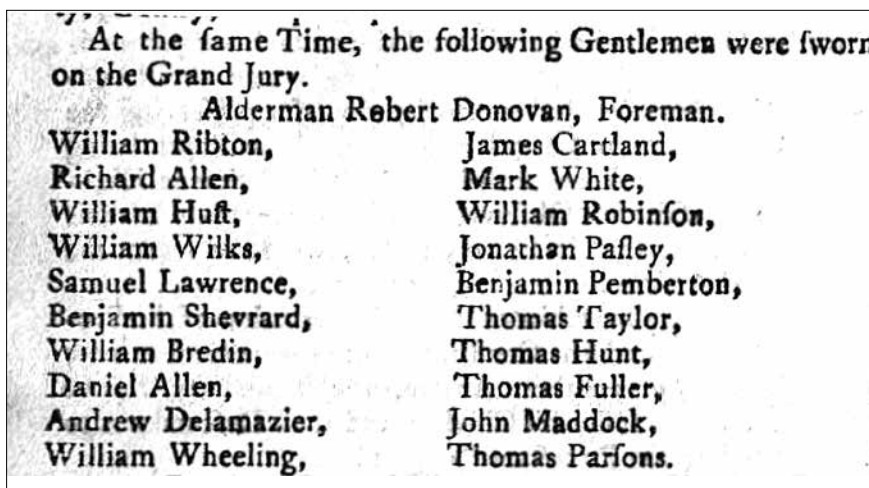 At the ſame Time, the following Gentlemen were ſworn
on the Grand Jury.
Alderman Robert Donovan, Foreman.
William Ribton, James Cartland,
Richard Allen, Mark White,
William Huſt, William Robinſon,
William Wilks, Jonathan Paſley,
Samuel Lawrence, Benjamin Pemberton,
Benjamin Shevrard, Thomas Taylor,
William Bredin, Thomas Hunt,
Daniel Allen, Thomas Fuller,
Andrew Delamazier, John Maddock,
William Wheeling, Thomas Parſons.